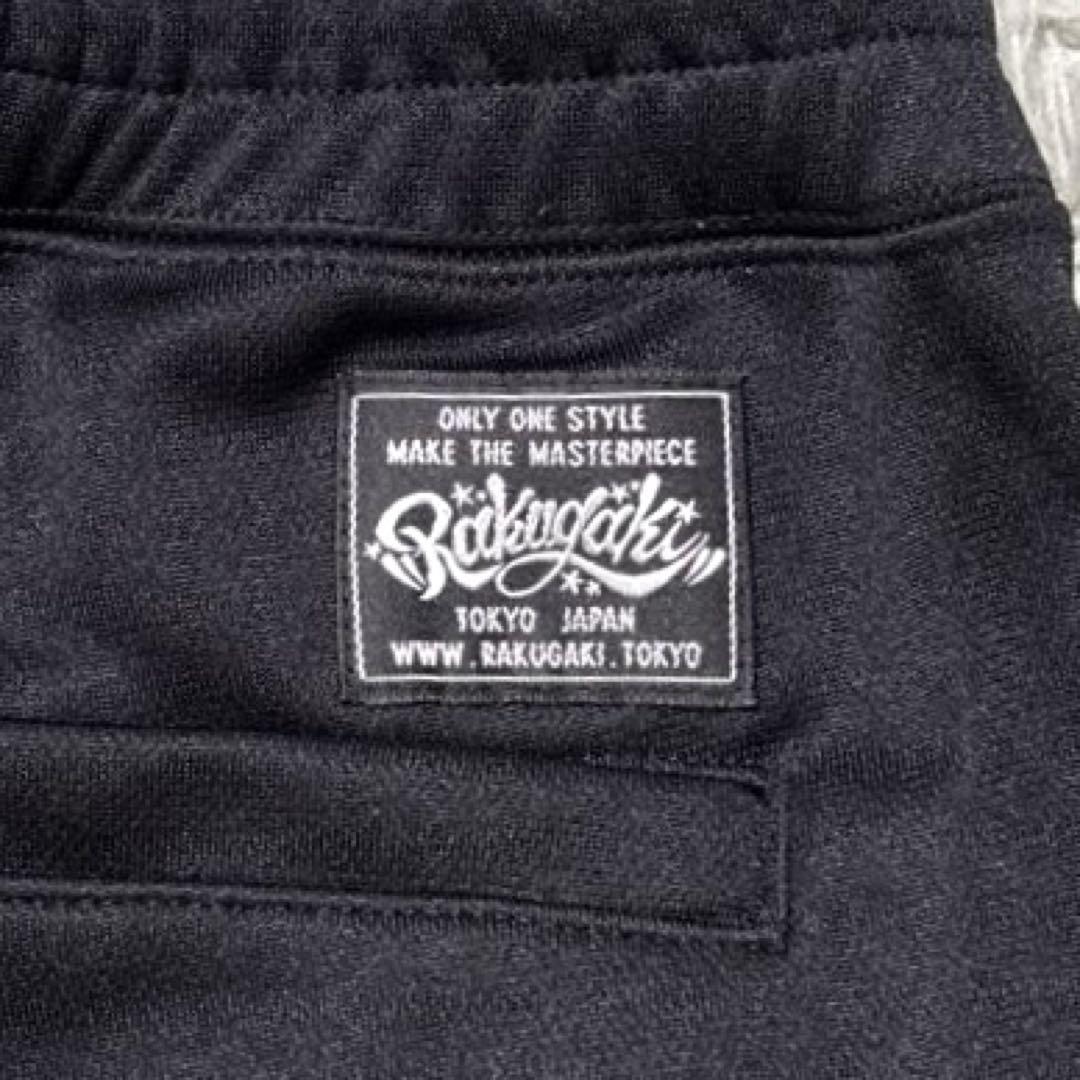 ONLY ONE STYLE
MAKE THE MASTERPIECE
Rakugaki
TOKYO JAPAN
WWW.RAKUGAKI.TOKYO